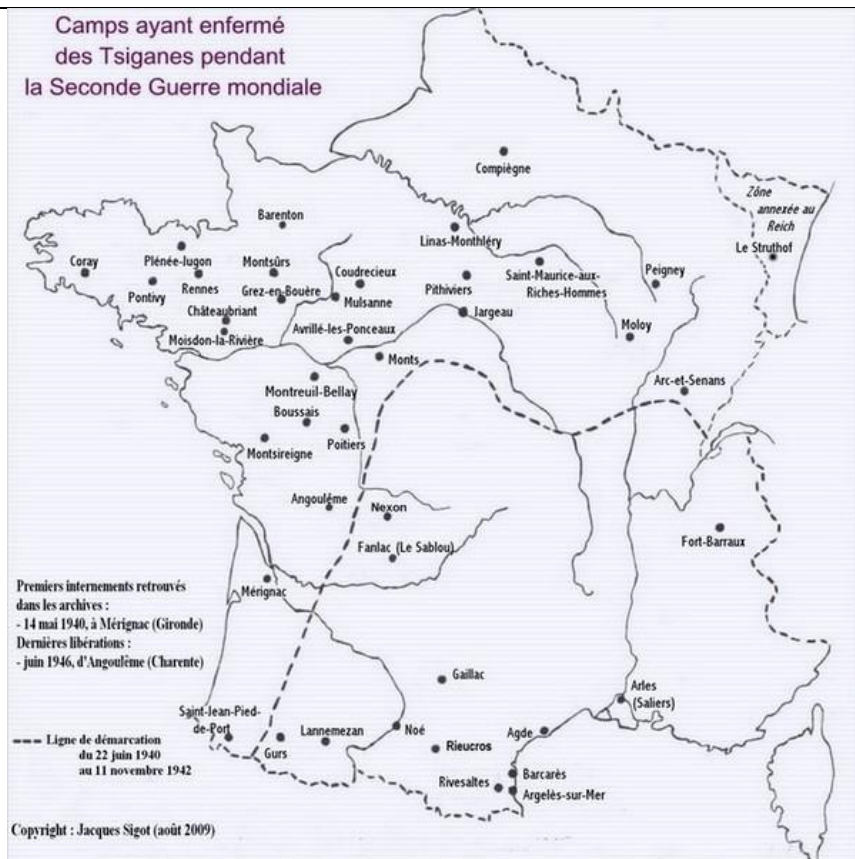 Camps ayant enfermé
des Tsiganes pendant
la Seconde Guerre mondiale
Compiègne
Zône
annexée au
Reich
Le Struthof
Barenton
Linas-Monthléry
Coray
Plénée-Jugon
Pontivy
Rennes
Montsûrs
Grez-en-Bouère
Coudrecieux
Mulsanne
Pithiviers
Saint-Maurice-aux-
Riches-Hommes
Peigney
Châteaubriant
Moisdon-la-Rivière
Avrillé-les-Ponceaux
Jargeau
Moloy
Monts
Arc-et-Senans
Montreuil-Bellay
Boussais
Poitiers
Montsireigne
Angoulême
Nexon
Fanlac (Le Sablou)
Fort-Barraux
Mérignac
Premiers internements retrouvés
dans les archives :
- 14 mai 1940, à Mérignac (Gironde)
Dernières libérations :
- juin 1946, d'Angoulême (Charente)
Gaillac
Arles
(Saliers)
Saint-Jean-Pied-
de-Port
Gurs
Lannemezan
Noé
Rieucros
Agde
Rivesaltes
Barcarès
Argelès-sur-Mer
Ligne de démarcation
du 22 juin 1940
au 11 novembre 1942
Copyright : Jacques Sigot (août 2009)